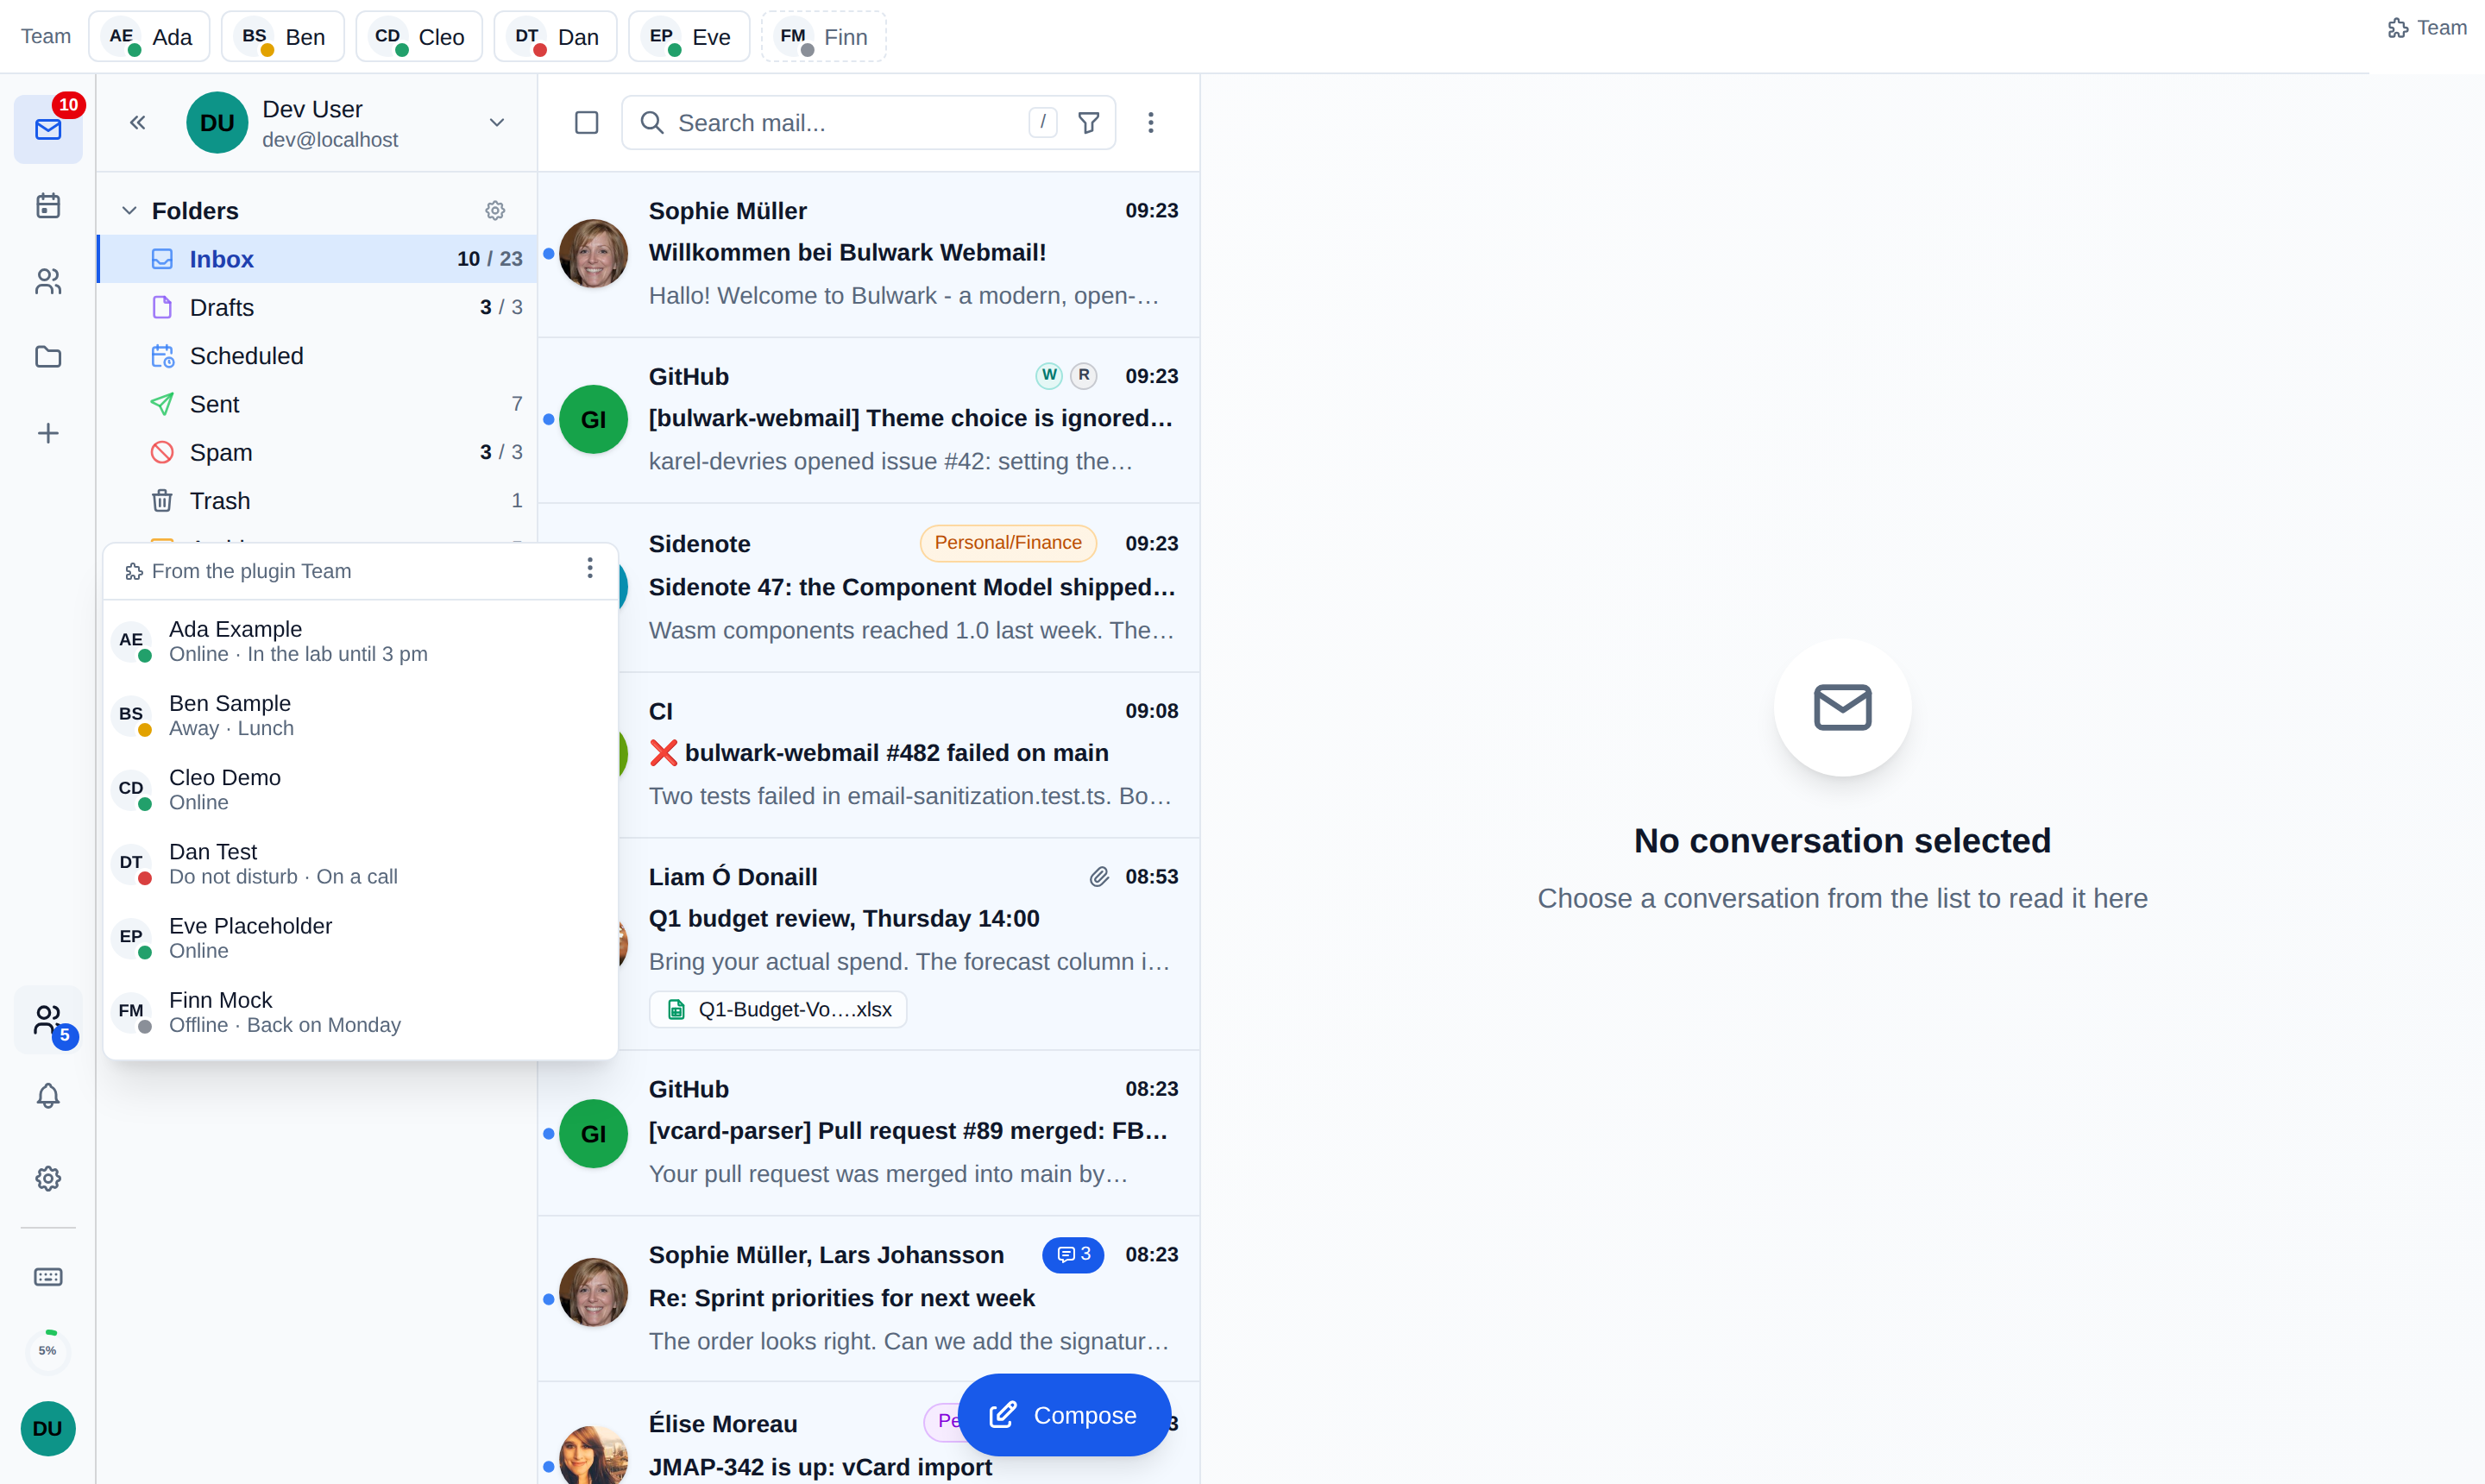 Team
AE Ada
BS Ben
CD Cleo
DT Dan
EP Eve
FM Finn
Team
10
DU
Dev User
dev@localhost
Search mail...
/
Folders
Inbox 10 / 23
Drafts 3 / 3
Scheduled
Sent 7
Spam 3 / 3
Trash 1
From the plugin Team
AE
Ada Example
Online · In the lab until 3 pm
BS
Ben Sample
Away · Lunch
CD
Cleo Demo
Online
DT
Dan Test
Do not disturb · On a call
EP
Eve Placeholder
Online
FM
Finn Mock
Offline · Back on Monday
5
5%
DU
Sophie Müller 09:23
Willkommen bei Bulwark Webmail!
Hallo! Welcome to Bulwark - a modern, open-…
GI
GitHub W R 09:23
[bulwark-webmail] Theme choice is ignored…
karel-devries opened issue #42: setting the…
Sidenote Personal/Finance 09:23
Sidenote 47: the Component Model shipped…
Wasm components reached 1.0 last week. The…
CI 09:08
❌ bulwark-webmail #482 failed on main
Two tests failed in email-sanitization.test.ts. Bo…
Liam Ó Donaill 08:53
Q1 budget review, Thursday 14:00
Bring your actual spend. The forecast column i…
Q1-Budget-Vo….xlsx
GI
GitHub 08:23
[vcard-parser] Pull request #89 merged: FB…
Your pull request was merged into main by…
Sophie Müller, Lars Johansson 3 08:23
Re: Sprint priorities for next week
The order looks right. Can we add the signatur…
Élise Moreau Pe 3
JMAP-342 is up: vCard import
Compose
No conversation selected
Choose a conversation from the list to read it here